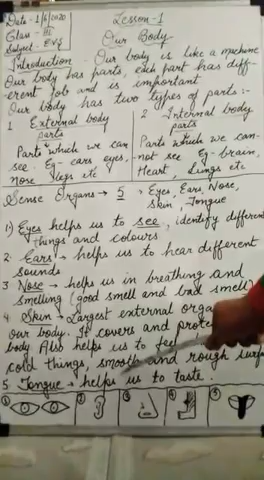 Date - 1/6/2020
Class - III
Subject - EVS
Lesson - 1
Our Body
Introduction - Our body is like a machine
Our body has parts, each part has diff-
erent job and is important
Our body has two types of parts :-
1 External body
parts
Parts which we can
see. Eg - ears eyes,
nose legs etc
2 Internal body
parts
Parts which we can-
not see Eg - brain,
Heart, Lungs etc
Sense Organs → 5 → Eyes, Ears, Nose,
Skin, Tongue
1) Eyes helps us to see, identify different
things and colours
2 Ears → helps us to hear different
sounds
3 Nose → helps us in breathing and
smelling (good smell and bad smell)
4 Skin → Largest external orga
our body. It covers and prote
body Also helps us to feel
cold things, smooth and rough surfa
5 Tongue → helps us to taste.
1 2 3 4 5